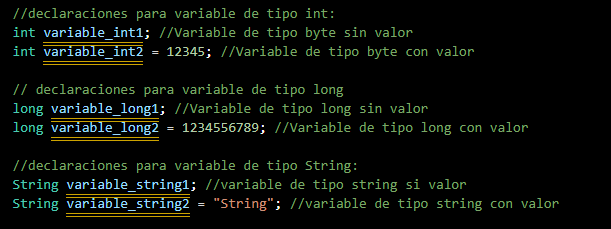 //declaraciones para variable de tipo int:
int variable_int1; //Variable de tipo byte sin valor
int variable_int2 = 12345; //Variable de tipo byte con valor
// declaraciones para variable de tipo long
long variable_long1; //Variable de tipo long sin valor
long variable_long2 = 1234556789; //Variable de tipo long con valor
//declaraciones para variable de tipo String:
String variable_string1; //variable de tipo string si valor
String variable_string2 = "String"; //variable de tipo string con valor